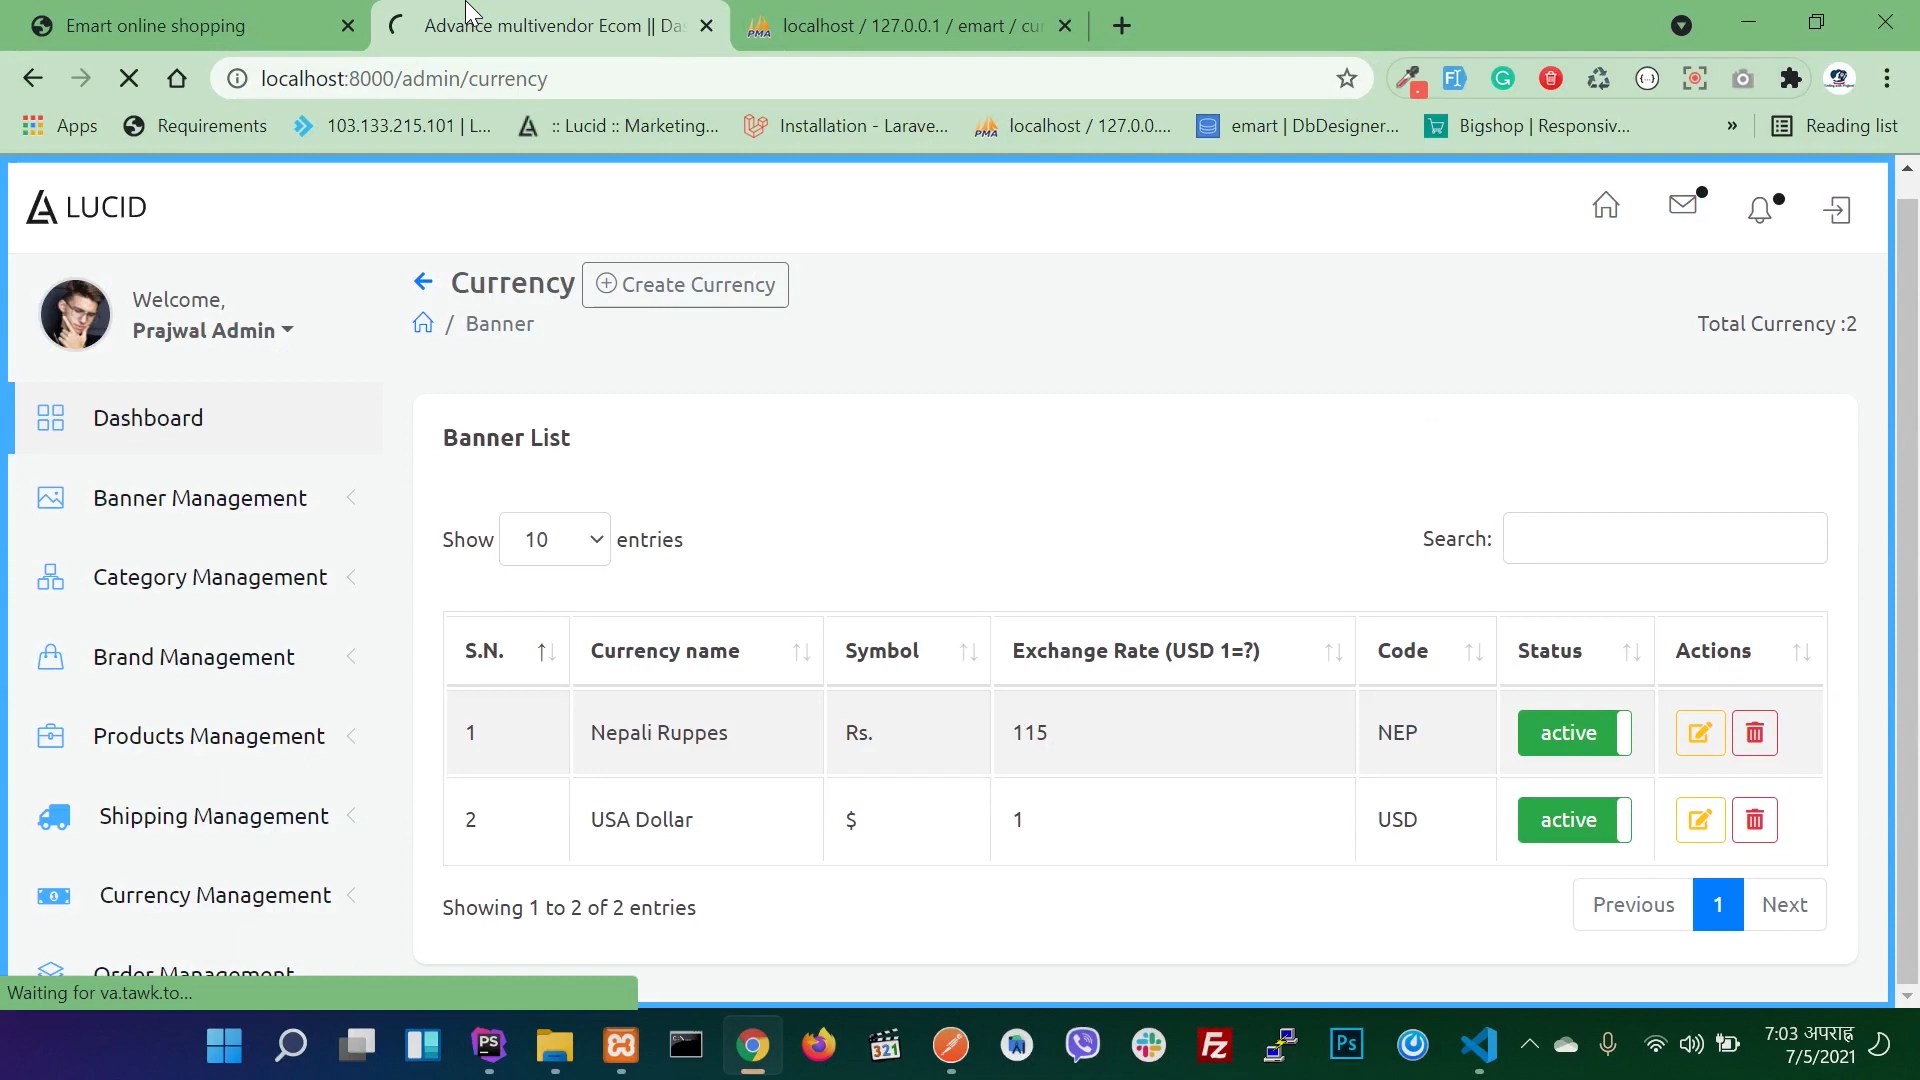 Emart online shopping
Advance multivendor Ecom || Da
localhost / 127.0.0.1 / emart / cu
localhost:8000/admin/currency
Apps
Requirements
103.133.215.101 | L...
:: Lucid :: Marketing...
Installation - Larave...
localhost / 127.0.0....
emart | DbDesigner...
Bigshop | Responsiv...
»
Reading list
LUCID
Welcome,
Prajwal Admin
Currency
Create Currency
/ Banner
Total Currency :2
Dashboard
Banner Management
Category Management
Brand Management
Products Management
Shipping Management
Currency Management
Order Management
Banner List
Show 10 entries
Search:
S.N. Currency name Symbol Exchange Rate (USD 1=?) Code Status Actions
1 Nepali Ruppes Rs. 115 NEP active
2 USA Dollar $ 1 USD active
Showing 1 to 2 of 2 entries
Previous 1 Next
Waiting for va.tawk.to...
7:03 अपराह्न
7/5/2021